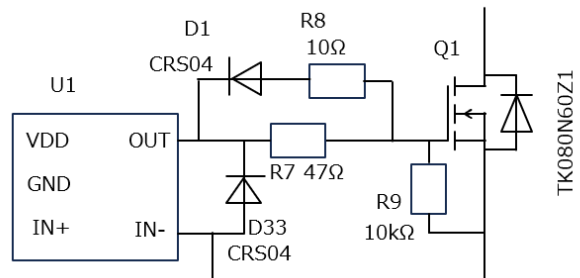 D1
CRS04
R8
10Ω
Q1
TK080N60Z1
U1
VDD
OUT
GND
IN+
IN-
R7 47Ω
D33
CRS04
R9
10kΩ